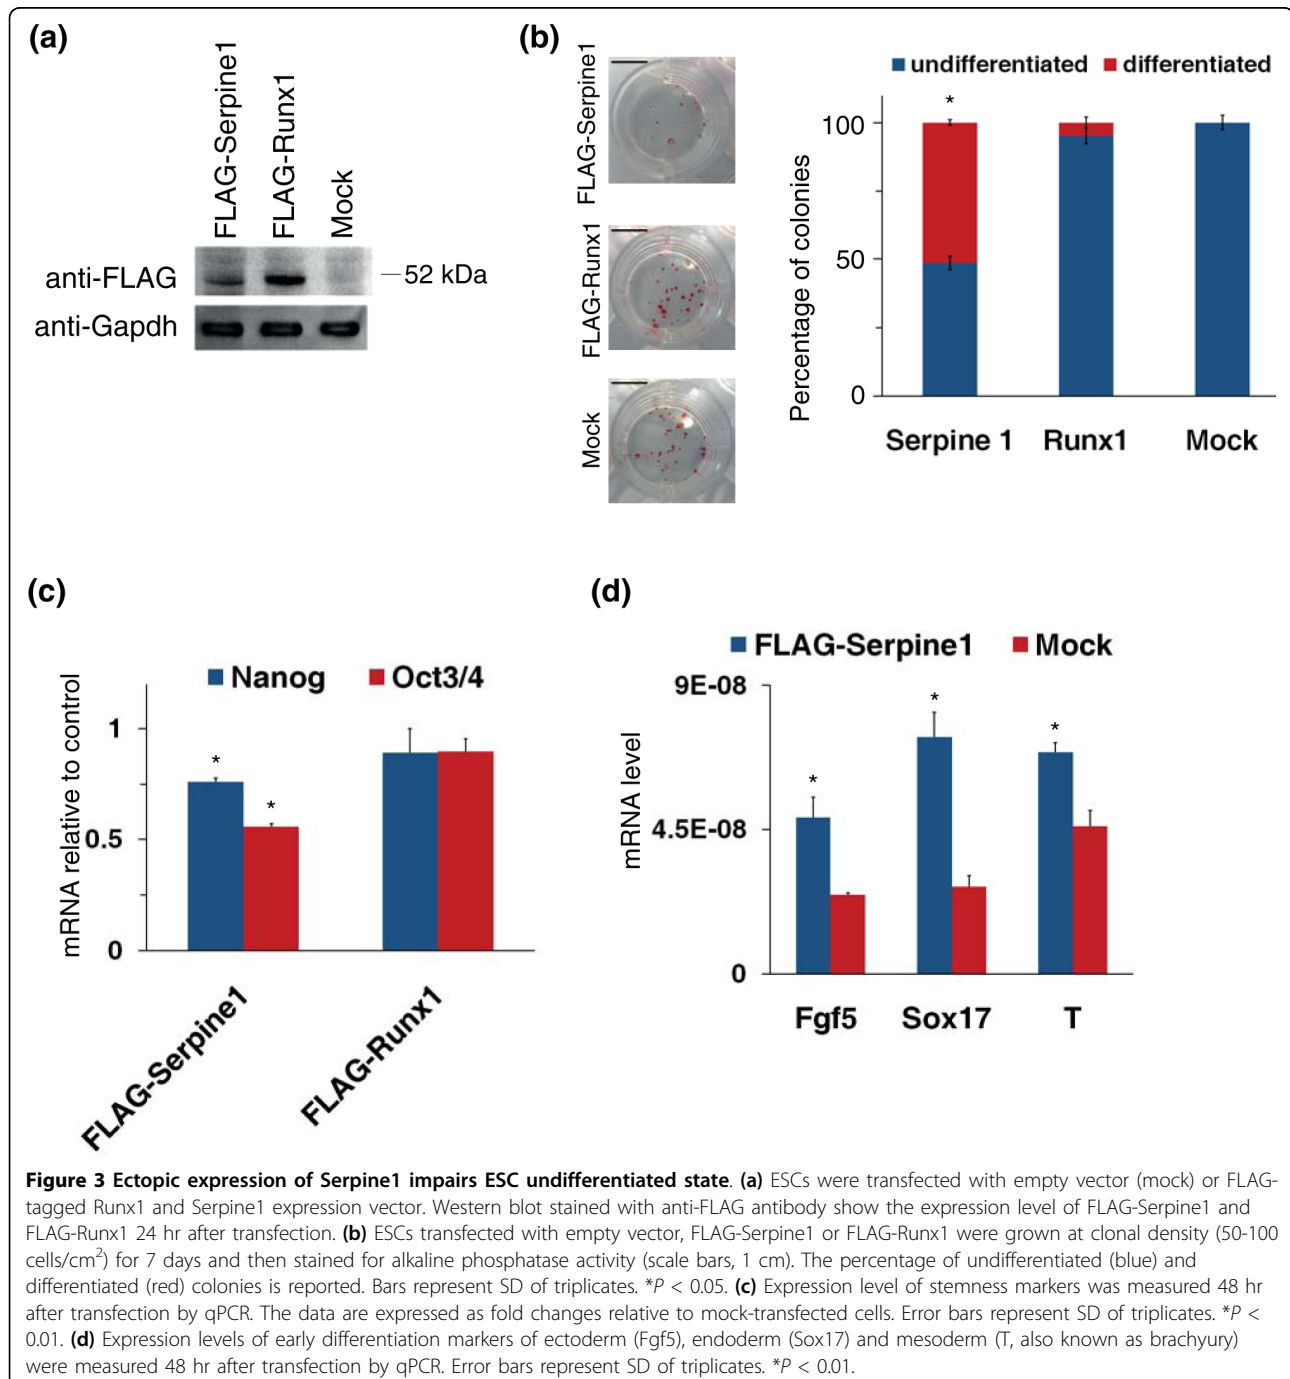 (a)
FLAG-Serpine1
FLAG-Runx1
Mock
anti-FLAG
52 kDa
anti-Gapdh
(b)
FLAG-Serpine1
FLAG-Runx1
Mock
undifferentiated differentiated
*
Percentage of colonies
100
50
0
Serpine 1 Runx1 Mock
(c)
Nanog Oct3/4
mRNA relative to control
1
0.5
0
*
*
FLAG-Serpine1
FLAG-Runx1
(d)
FLAG-Serpine1 Mock
mRNA level
9E-08
4.5E-08
0
*
*
*
Fgf5 Sox17 T
Figure 3 Ectopic expression of Serpine1 impairs ESC undifferentiated state. (a) ESCs were transfected with empty vector (mock) or FLAG-
tagged Runx1 and Serpine1 expression vector. Western blot stained with anti-FLAG antibody show the expression level of FLAG-Serpine1 and
FLAG-Runx1 24 hr after transfection. (b) ESCs transfected with empty vector, FLAG-Serpine1 or FLAG-Runx1 were grown at clonal density (50-100
cells/cm²) for 7 days and then stained for alkaline phosphatase activity (scale bars, 1 cm). The percentage of undifferentiated (blue) and
differentiated (red) colonies is reported. Bars represent SD of triplicates. *P < 0.05. (c) Expression level of stemness markers was measured 48 hr
after transfection by qPCR. The data are expressed as fold changes relative to mock-transfected cells. Error bars represent SD of triplicates. *P <
0.01. (d) Expression levels of early differentiation markers of ectoderm (Fgf5), endoderm (Sox17) and mesoderm (T, also known as brachyury)
were measured 48 hr after transfection by qPCR. Error bars represent SD of triplicates. *P < 0.01.